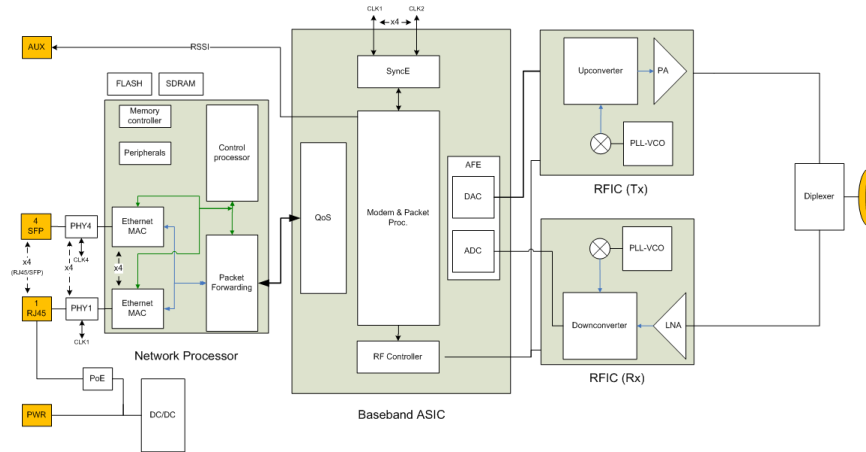 CLK1
x4
CLK2
AUX
RSSI
SyncE
Upconverter
PA
FLASH
SDRAM
Memory
controller
Control
processor
Peripherals
PLL-VCO
AFE
RFIC (Tx)
DAC
Modem & Packet
Proc.
QoS
Diplexer
4
SFP
PHY4
Ethernet
MAC
ADC
CLK4
x4
(RJ45/SFP)
x4
x4
Packet
Forwarding
PLL-VCO
1
RJ45
PHY1
Ethernet
MAC
Downconverter
LNA
CLK1
Network Processor
RF Controller
RFIC (Rx)
PoE
PWR
DC/DC
Baseband ASIC